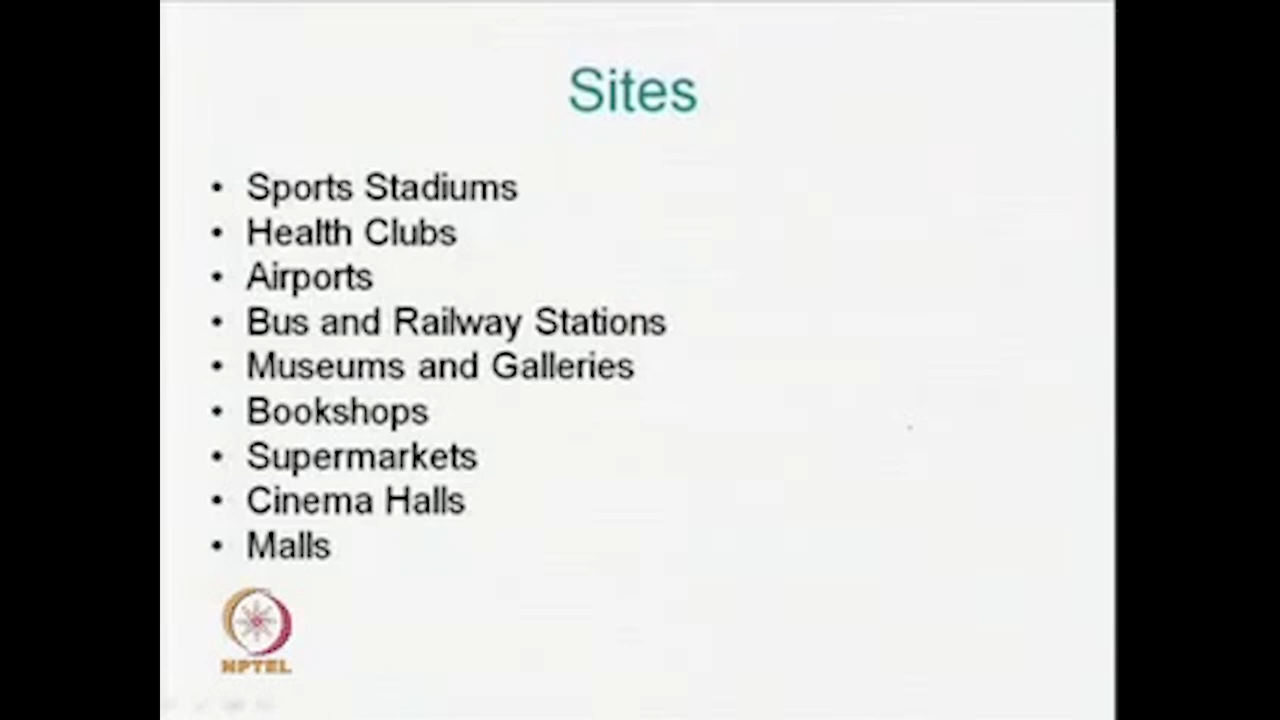 Sites
• Sports Stadiums
• Health Clubs
• Airports
• Bus and Railway Stations
• Museums and Galleries
• Bookshops
• Supermarkets
• Cinema Halls
• Malls
NPTEL